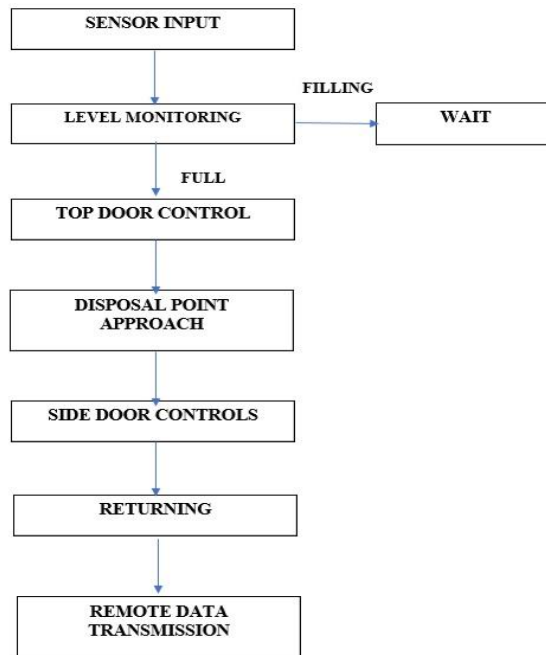 SENSOR INPUT
FILLING
LEVEL MONITORING
WAIT
FULL
TOP DOOR CONTROL
DISPOSAL POINT
APPROACH
SIDE DOOR CONTROLS
RETURNING
REMOTE DATA
TRANSMISSION